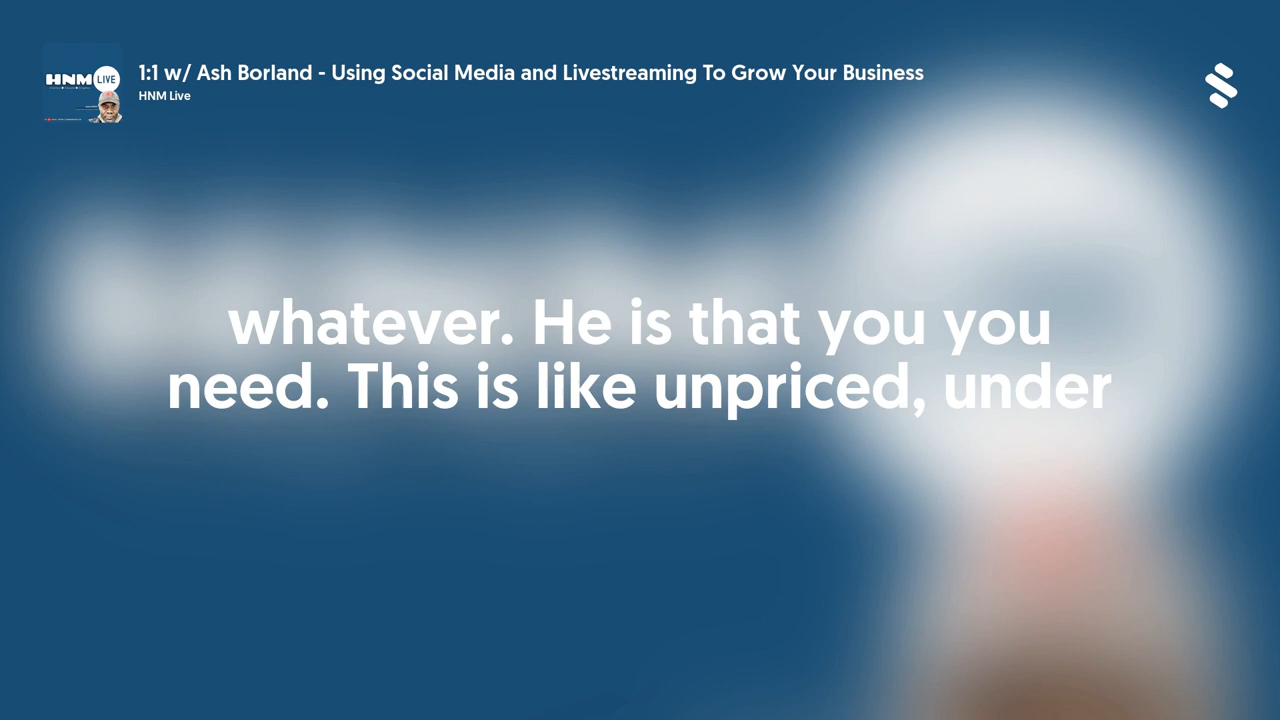 HNM LIVE
1:1 w/ Ash Borland - Using Social Media and Livestreaming To Grow Your Business
HNM Live
whatever. He is that you you
need. This is like unpriced, under